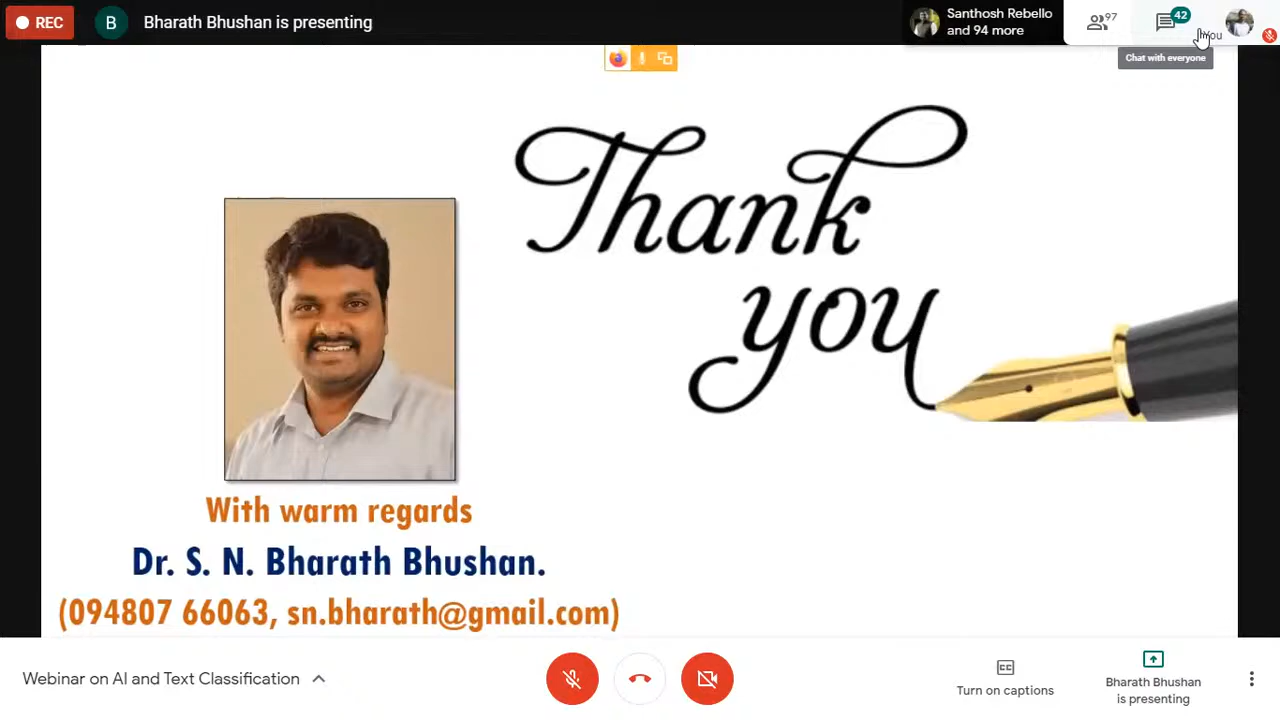 REC
B
Bharath Bhushan is presenting
Santhosh Rebello
and 94 more
97
42
You
Chat with everyone
Thank
you
With warm regards
Dr. S. N. Bharath Bhushan.
(094807 66063, sn.bharath@gmail.com)
Webinar on AI and Text Classification
Turn on captions
Bharath Bhushan
is presenting